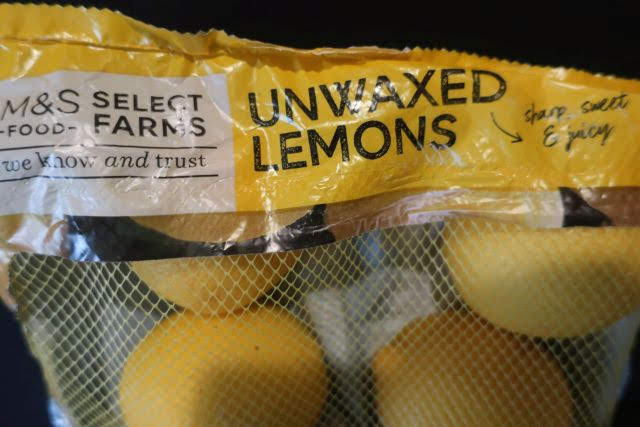 M&S
-FOOD-
SELECT
FARMS
we know and trust
UNWAXED
LEMONS
sharp, sweet
& juicy